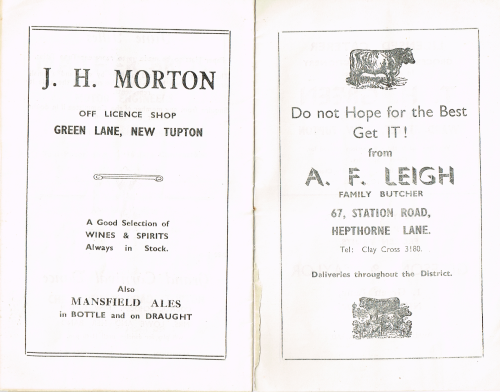 J. H. MORTON
OFF LICENCE SHOP
GREEN LANE, NEW TUPTON
A Good Selection of
WINES & SPIRITS
Always in Stock.
Also
MANSFIELD ALES
in BOTTLE and on DRAUGHT
Do not Hope for the Best
Get IT!
from
A. F. LEIGH
FAMILY BUTCHER
67, STATION ROAD,
HEPTHORNE LANE.
Tel: Clay Cross 3180.
Deliveries throughout the District.